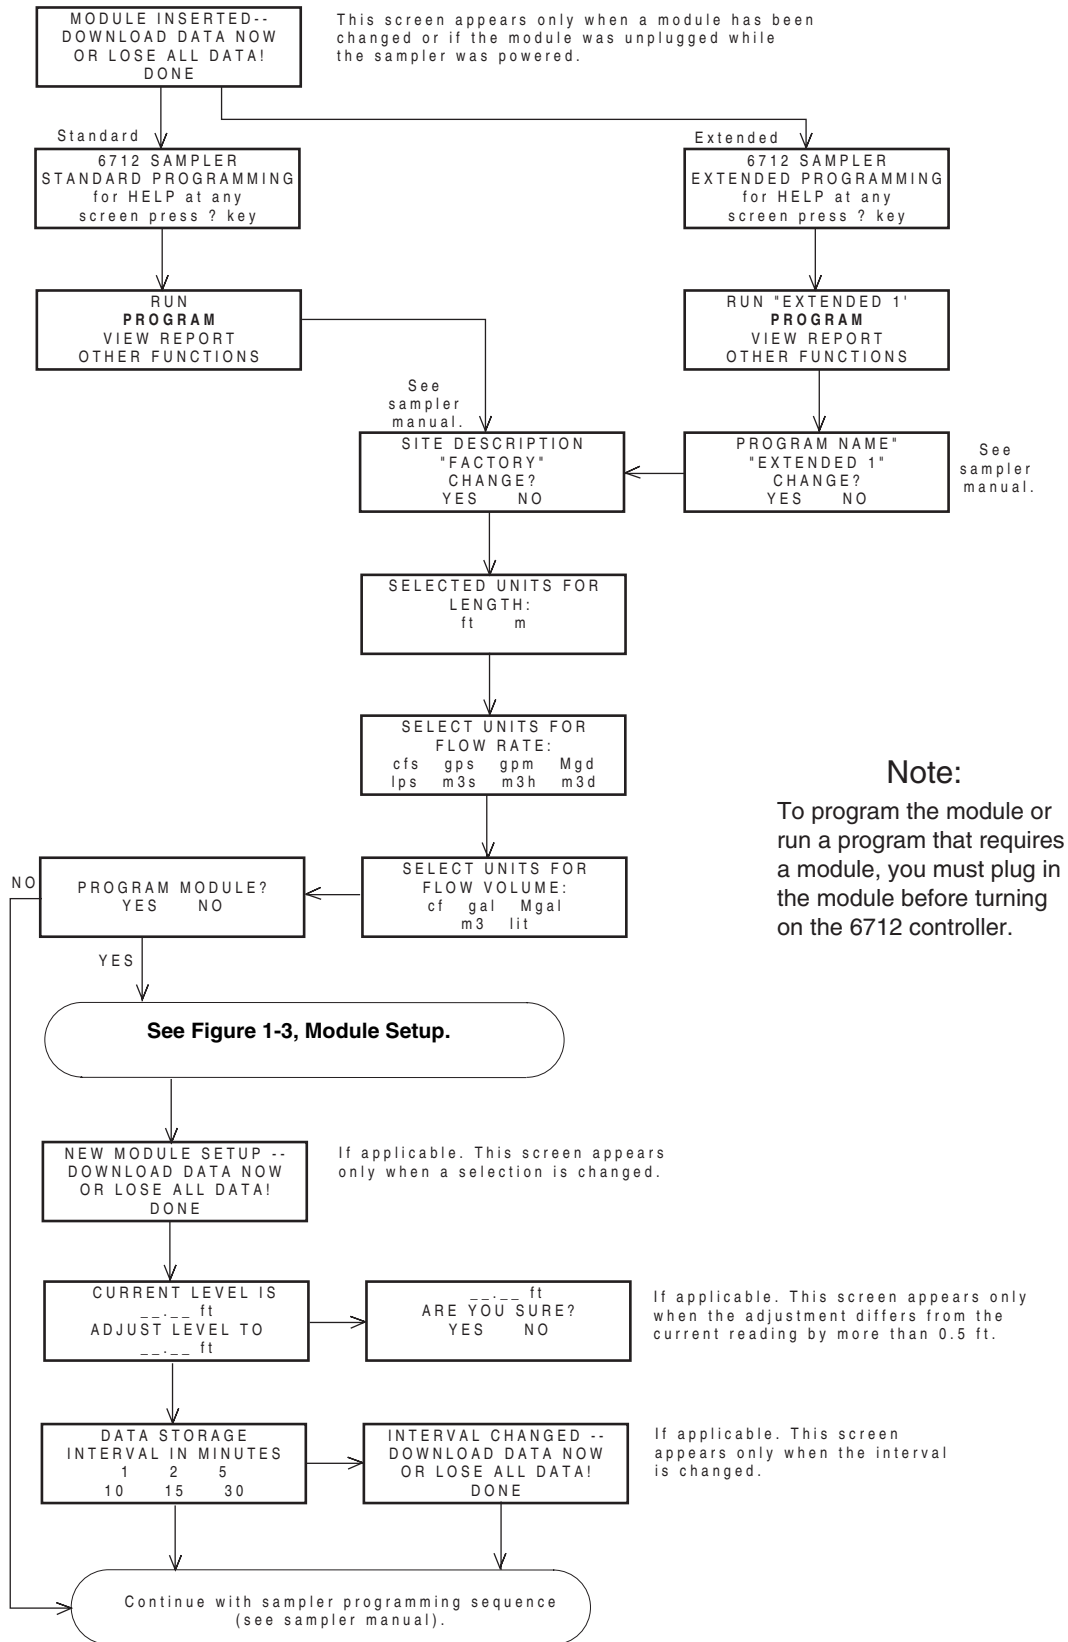 MODULE INSERTED--
DOWNLOAD DATA NOW
OR LOSE ALL DATA!
DONE
This screen appears only when a module has been
changed or if the module was unplugged while
the sampler was powered.
Standard
6712 SAMPLER
STANDARD PROGRAMMING
for HELP at any
screen press ? key
Extended
6712 SAMPLER
EXTENDED PROGRAMMING
for HELP at any
screen press ? key
RUN
PROGRAM
VIEW REPORT
OTHER FUNCTIONS
RUN "EXTENDED 1'
PROGRAM
VIEW REPORT
OTHER FUNCTIONS
See
sampler
manual.
SITE DESCRIPTION
"FACTORY"
CHANGE?
YES NO
PROGRAM NAME"
"EXTENDED 1"
CHANGE?
YES NO
See
sampler
manual.
SELECTED UNITS FOR
LENGTH:
ft m
SELECT UNITS FOR
FLOW RATE:
cfs gps gpm Mgd
lps m3s m3h m3d
Note:
To program the module or
run a program that requires
a module, you must plug in
the module before turning
on the 6712 controller.
SELECT UNITS FOR
FLOW VOLUME:
cf gal Mgal
m3 lit
NO
PROGRAM MODULE?
YES NO
YES
See Figure 1-3, Module Setup.
NEW MODULE SETUP --
DOWNLOAD DATA NOW
OR LOSE ALL DATA!
DONE
If applicable. This screen appears
only when a selection is changed.
CURRENT LEVEL IS
__.__ ft
ADJUST LEVEL TO
__.__ ft
__.__ ft
ARE YOU SURE?
YES NO
If applicable. This screen appears only
when the adjustment differs from the
current reading by more than 0.5 ft.
DATA STORAGE
INTERVAL IN MINUTES
1 2 5
10 15 30
INTERVAL CHANGED --
DOWNLOAD DATA NOW
OR LOSE ALL DATA!
DONE
If applicable. This screen
appears only when the interval
is changed.
Continue with sampler programming sequence
(see sampler manual).